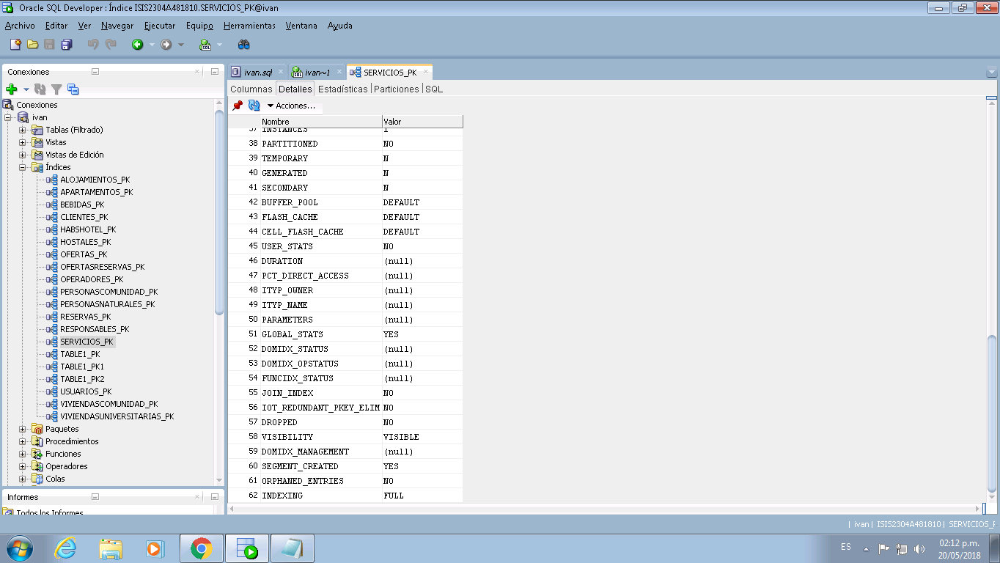 Oracle SQL Developer : Índice ISIS2304A481810.SERVICIOS_PK@ivan
Archivo Editar Ver Navegar Ejecutar Equipo Herramientas Ventana Ayuda
Conexiones
Conexiones
ivan
Tablas (Filtrado)
Vistas
Vistas de Edición
Índices
ALOJAMIENTOS_PK
APARTAMENTOS_PK
BEBIDAS_PK
CLIENTES_PK
HABSHOTEL_PK
HOSTALES_PK
OFERTAS_PK
OFERTASRESERVAS_PK
OPERADORES_PK
PERSONASCOMUNIDAD_PK
PERSONASNATURALES_PK
RESERVAS_PK
RESPONSABLES_PK
SERVICIOS_PK
TABLE1_PK
TABLE1_PK1
TABLE1_PK2
USUARIOS_PK
VIVIENDASCOMUNIDAD_PK
VIVIENDASUNIVERSITARIAS_PK
Paquetes
Procedimientos
Funciones
Operadores
Colas
Informes
Todos los Informes
ivan.sql ivan~1 SERVICIOS_PK
Columnas Detalles Estadísticas Particiones SQL
Acciones...
Nombre Valor
37 INSTANCES 1
38 PARTITIONED NO
39 TEMPORARY N
40 GENERATED N
41 SECONDARY N
42 BUFFER_POOL DEFAULT
43 FLASH_CACHE DEFAULT
44 CELL_FLASH_CACHE DEFAULT
45 USER_STATS NO
46 DURATION (null)
47 PCT_DIRECT_ACCESS (null)
48 ITYP_OWNER (null)
49 ITYP_NAME (null)
50 PARAMETERS (null)
51 GLOBAL_STATS YES
52 DOMIDX_STATUS (null)
53 DOMIDX_OPSTATUS (null)
54 FUNCIDX_STATUS (null)
55 JOIN_INDEX NO
56 IOT_REDUNDANT_PKEY_ELIM NO
57 DROPPED NO
58 VISIBILITY VISIBLE
59 DOMIDX_MANAGEMENT (null)
60 SEGMENT_CREATED YES
61 ORPHANED_ENTRIES NO
62 INDEXING FULL
| ivan | ISIS2304A481810 | SERVICIOS_F
ES
02:12 p.m.
20/05/2018